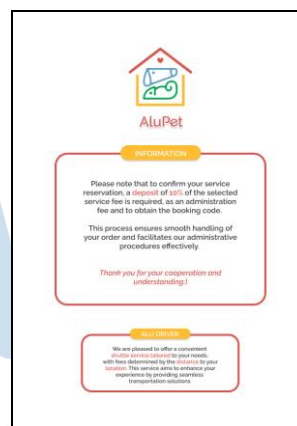 AluPet
INFORMATION
Please note that to confirm your service
reservation, a deposit of 10% of the selected
service fee is required, as an administration
fee and to obtain the booking code.
This process ensures smooth handling of
your order and facilitates our administrative
procedures effectively.
Thank you for your cooperation and
understanding:)
ALU DRIVER
We are pleased to offer a convenient
shuttle service tailored to your needs,
with fees determined by the distance to your
location. This service aims to enhance your
experience by providing seamless
transportation solutions.